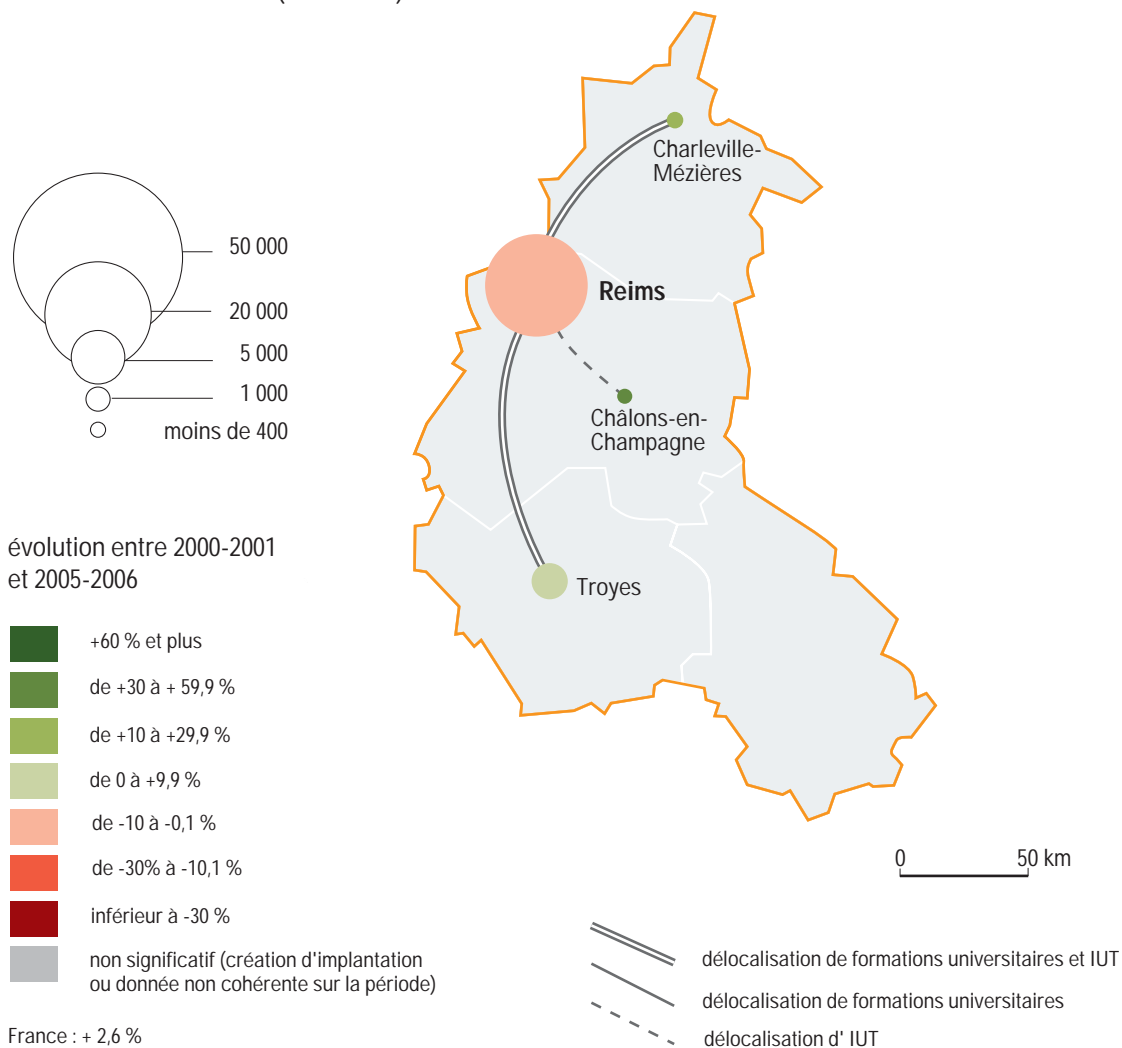 Charleville-
Mézières
50 000
20 000
5 000
1 000
moins de 400
Reims
Châlons-en-
Champagne
Troyes
évolution entre 2000-2001
et 2005-2006
+60 % et plus
de +30 à + 59,9 %
de +10 à +29,9 %
de 0 à +9,9 %
de -10 à -0,1 %
de -30% à -10,1 %
inférieur à -30 %
non significatif (création d'implantation
ou donnée non cohérente sur la période)
France : + 2,6 %
0 50 km
délocalisation de formations universitaires et IUT
délocalisation de formations universitaires
délocalisation d' IUT